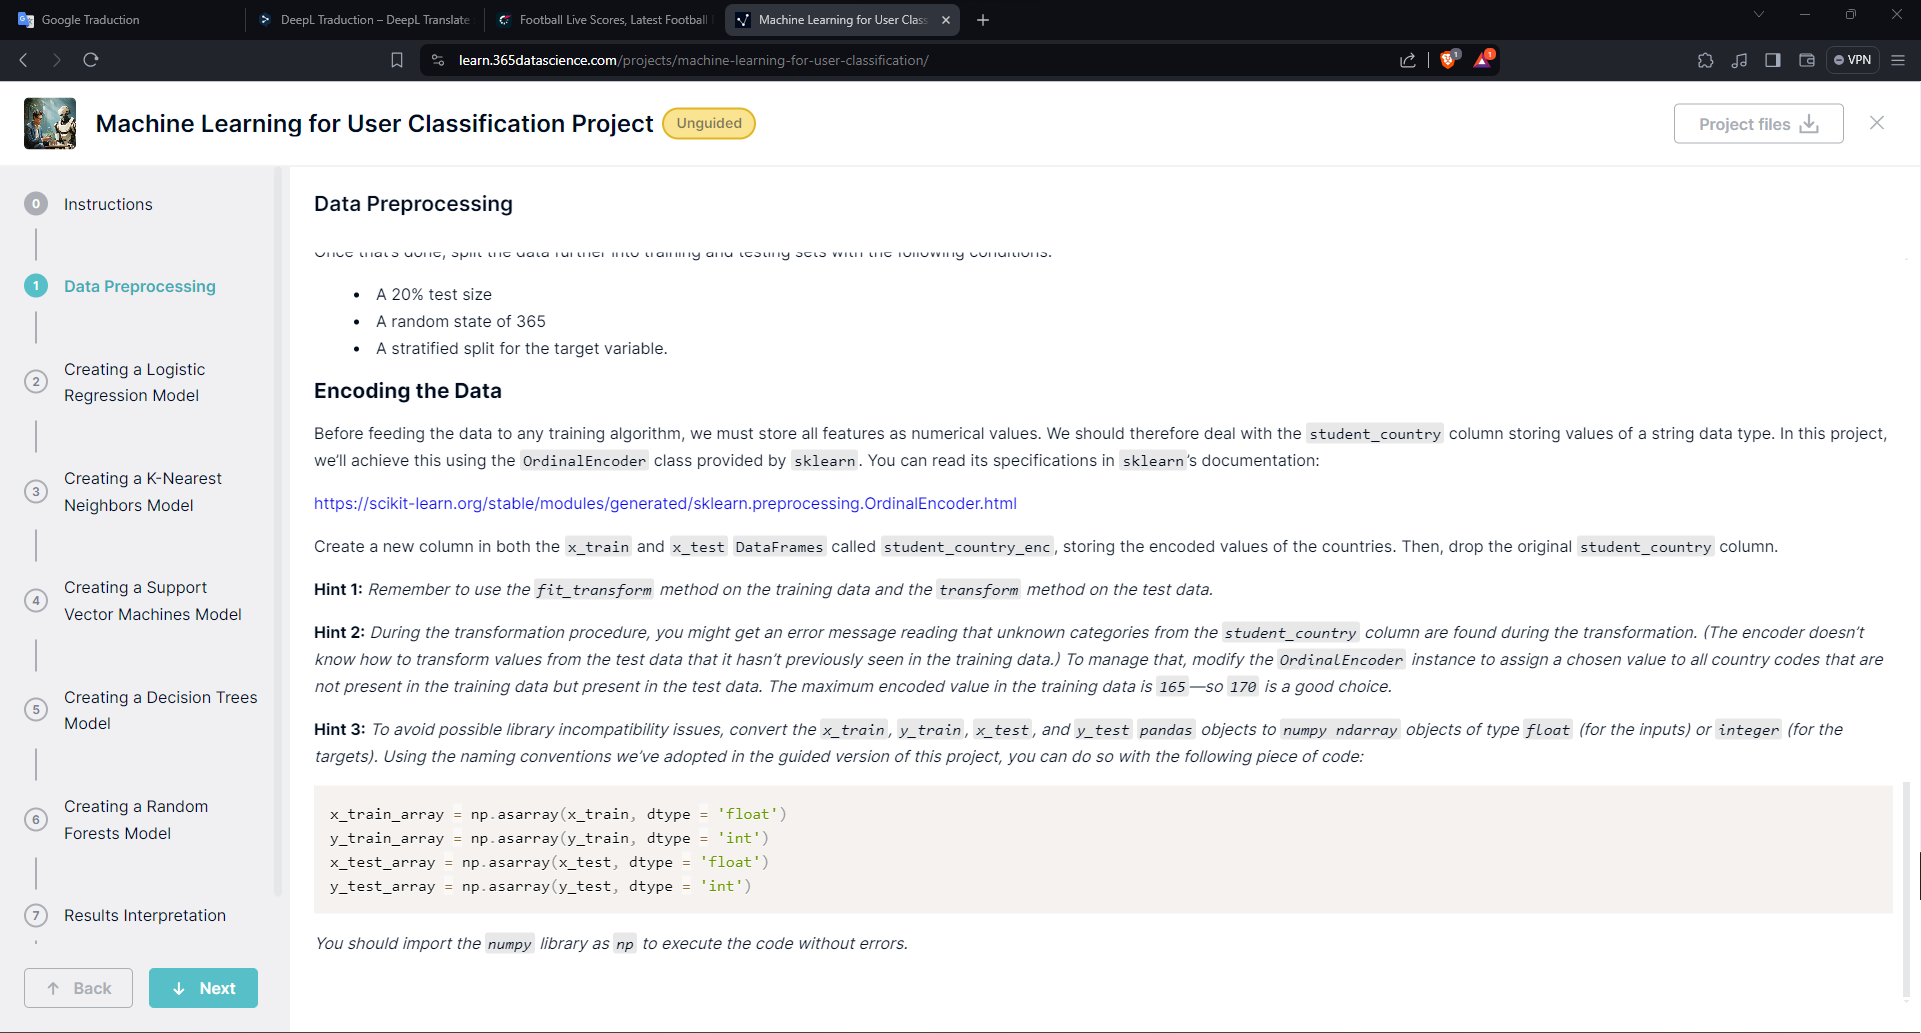 Google Traduction
DeepL Traduction – DeepL Translate
Football Live Scores, Latest Football
Machine Learning for User Class
learn.365datascience.com/projects/machine-learning-for-user-classification/
1
1
VPN
Machine Learning for User Classification Project
Unguided
Project files
0 Instructions
1 Data Preprocessing
2 Creating a Logistic
Regression Model
3 Creating a K-Nearest
Neighbors Model
4 Creating a Support
Vector Machines Model
5 Creating a Decision Trees
Model
6 Creating a Random
Forests Model
7 Results Interpretation
Back
Next
Data Preprocessing
Once that's done, split the data further into training and testing sets with the following conditions:
• A 20% test size
• A random state of 365
• A stratified split for the target variable.
Encoding the Data
Before feeding the data to any training algorithm, we must store all features as numerical values. We should therefore deal with the student_country column storing values of a string data type. In this project,
we'll achieve this using the OrdinalEncoder class provided by sklearn. You can read its specifications in sklearn's documentation:
https://scikit-learn.org/stable/modules/generated/sklearn.preprocessing.OrdinalEncoder.html
Create a new column in both the x_train and x_test DataFrames called student_country_enc, storing the encoded values of the countries. Then, drop the original student_country column.
Hint 1: Remember to use the fit_transform method on the training data and the transform method on the test data.
Hint 2: During the transformation procedure, you might get an error message reading that unknown categories from the student_country column are found during the transformation. (The encoder doesn't
know how to transform values from the test data that it hasn't previously seen in the training data.) To manage that, modify the OrdinalEncoder instance to assign a chosen value to all country codes that are
not present in the training data but present in the test data. The maximum encoded value in the training data is 165—so 170 is a good choice.
Hint 3: To avoid possible library incompatibility issues, convert the x_train, y_train, x_test, and y_test pandas objects to numpy ndarray objects of type float (for the inputs) or integer (for the
targets). Using the naming conventions we've adopted in the guided version of this project, you can do so with the following piece of code:
x_train_array = np.asarray(x_train, dtype = 'float')
y_train_array = np.asarray(y_train, dtype = 'int')
x_test_array = np.asarray(x_test, dtype = 'float')
y_test_array = np.asarray(y_test, dtype = 'int')
You should import the numpy library as np to execute the code without errors.